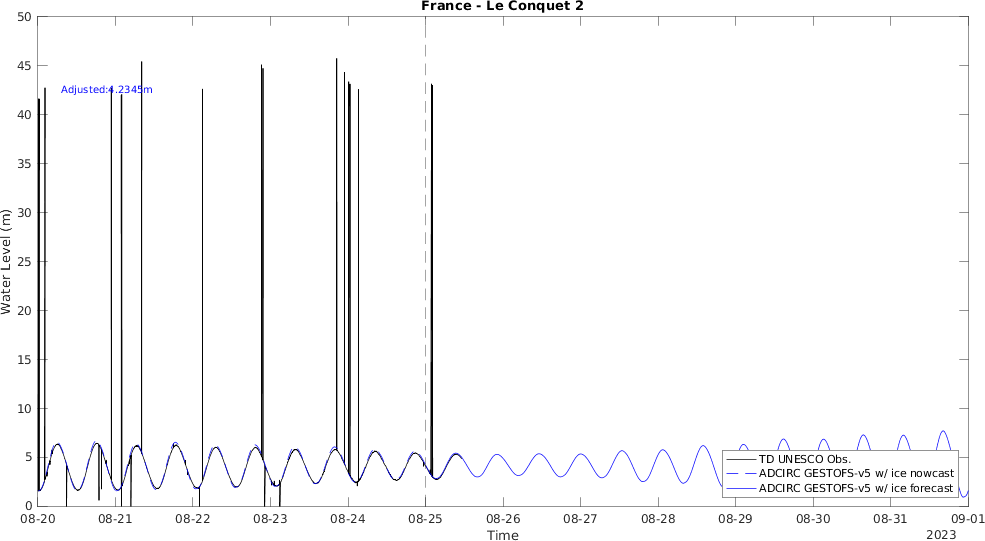 France - Le Conquet 2
Adjusted:4.2345m
Water Level (m)
50
45
40
35
30
25
20
15
10
5
0
08-20 08-21 08-22 08-23 08-24 08-25 08-26 08-27 08-28 08-29 08-30 08-31 09-01
Time
2023
TD UNESCO Obs.
ADCIRC GESTOFS-v5 w/ ice nowcast
ADCIRC GESTOFS-v5 w/ ice forecast